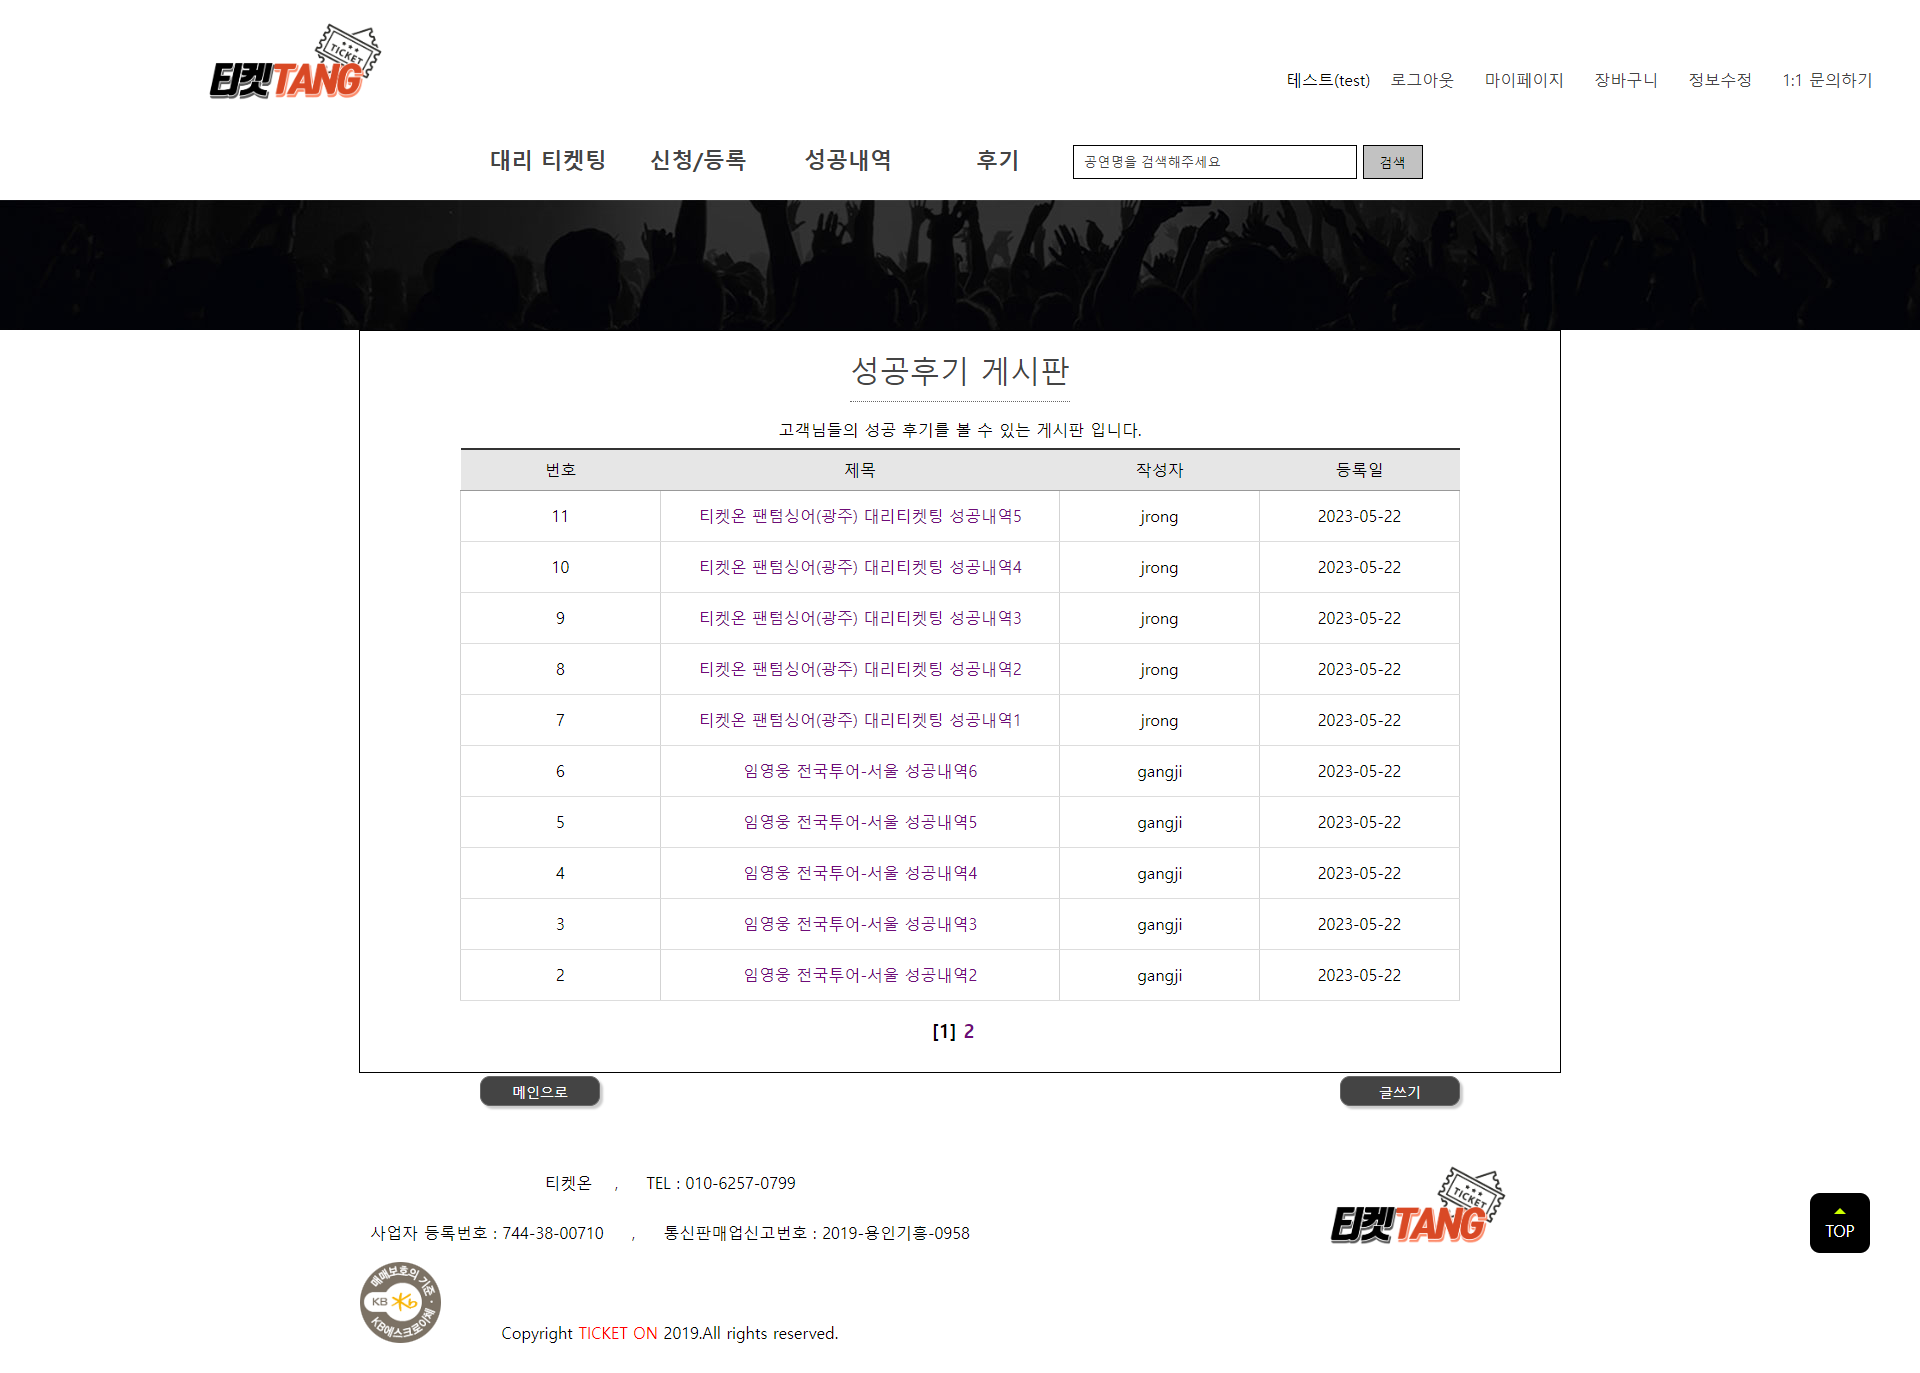 TICKET
티켓TANG
테스트(test) 로그아웃 마이페이지 장바구니 정보수정 1:1 문의하기
대리 티켓팅 신청/등록 성공내역 후기 공연명을 검색해주세요 검색
성공후기 게시판
고객님들의 성공 후기를 볼 수 있는 게시판 입니다.
번호 제목 작성자 등록일
11 티켓온 팬텀싱어(광주) 대리티켓팅 성공내역5 jrong 2023-05-22
10 티켓온 팬텀싱어(광주) 대리티켓팅 성공내역4 jrong 2023-05-22
9 티켓온 팬텀싱어(광주) 대리티켓팅 성공내역3 jrong 2023-05-22
8 티켓온 팬텀싱어(광주) 대리티켓팅 성공내역2 jrong 2023-05-22
7 티켓온 팬텀싱어(광주) 대리티켓팅 성공내역1 jrong 2023-05-22
6 임영웅 전국투어-서울 성공내역6 gangji 2023-05-22
5 임영웅 전국투어-서울 성공내역5 gangji 2023-05-22
4 임영웅 전국투어-서울 성공내역4 gangji 2023-05-22
3 임영웅 전국투어-서울 성공내역3 gangji 2023-05-22
2 임영웅 전국투어-서울 성공내역2 gangji 2023-05-22
[1] 2
메인으로 글쓰기
티켓온 , TEL : 010-6257-0799
TICKET
티켓TANG
TOP
사업자 등록번호 : 744-38-00710 , 통신판매업신고번호 : 2019-용인기흥-0958
매매보호의 기준
KB
KB에스크로이체
Copyright TICKET ON 2019.All rights reserved.